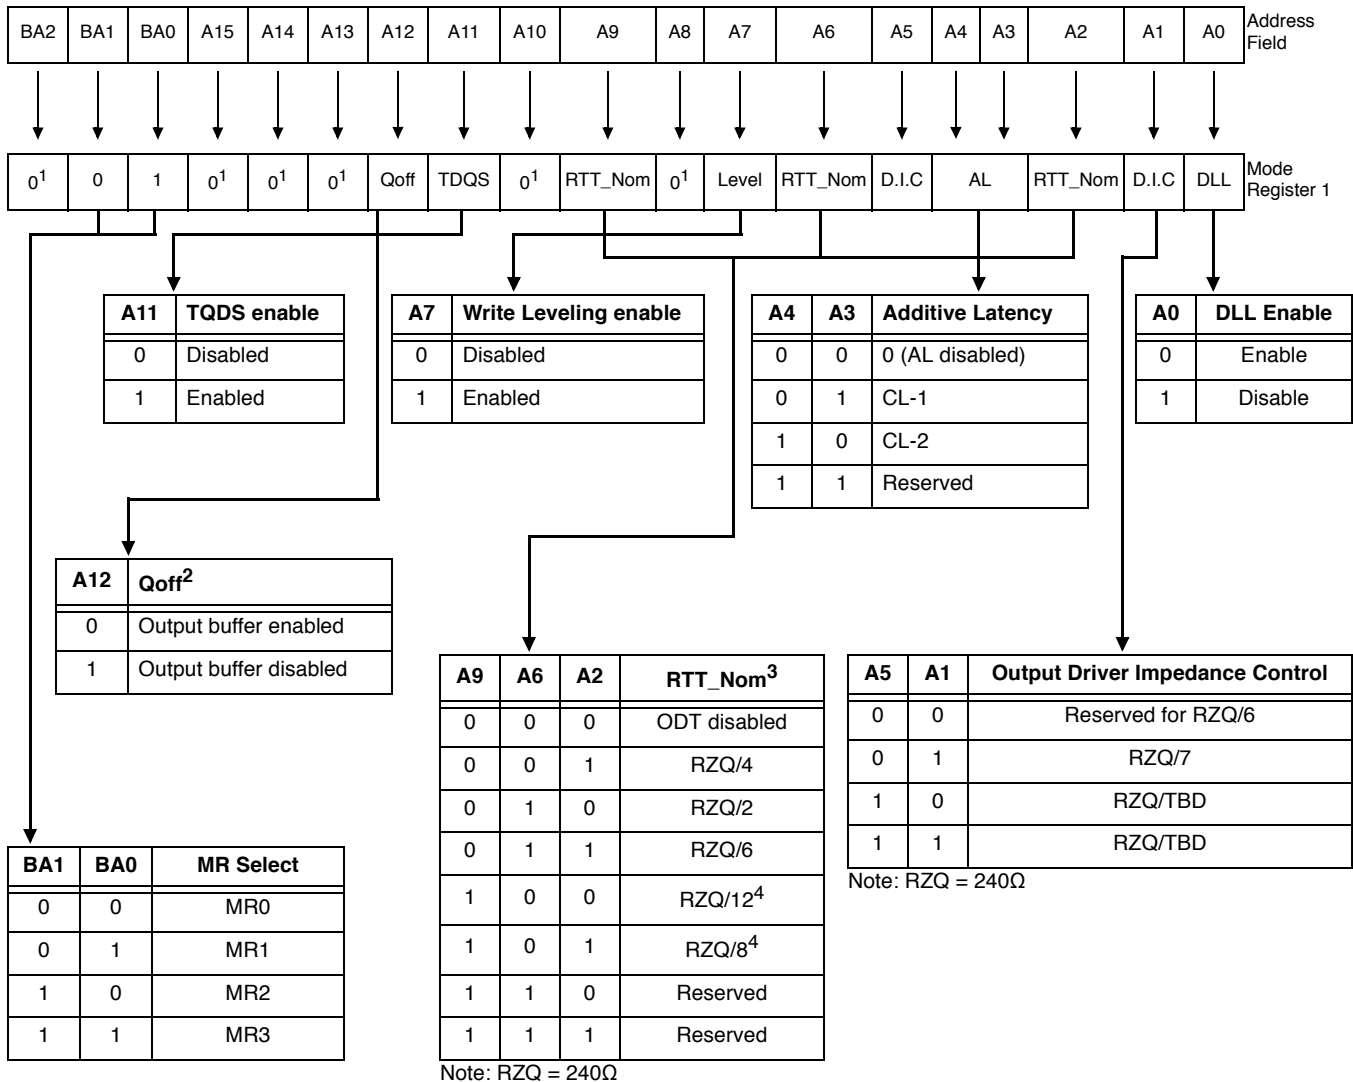 BA2 BA1 BA0 A15 A14 A13 A12 A11 A10 A9 A8 A7 A6 A5 A4 A3 A2 A1 A0 Address
Field
0¹ 0 1 0¹ 0¹ 0¹ Qoff TDQS 0¹ RTT_Nom 0¹ Level RTT_Nom D.I.C AL RTT_Nom D.I.C DLL Mode
Register 1
A11 TQDS enable
0 Disabled
1 Enabled
A7 Write Leveling enable
0 Disabled
1 Enabled
A4 A3 Additive Latency
0 0 0 (AL disabled)
0 1 CL-1
1 0 CL-2
1 1 Reserved
A0 DLL Enable
0 Enable
1 Disable
A12 Qoff²
0 Output buffer enabled
1 Output buffer disabled
A9 A6 A2 RTT_Nom³
0 0 0 ODT disabled
0 0 1 RZQ/4
0 1 0 RZQ/2
0 1 1 RZQ/6
1 0 0 RZQ/12⁴
1 0 1 RZQ/8⁴
1 1 0 Reserved
1 1 1 Reserved
Note: RZQ = 240Ω
A5 A1 Output Driver Impedance Control
0 0 Reserved for RZQ/6
0 1 RZQ/7
1 0 RZQ/TBD
1 1 RZQ/TBD
Note: RZQ = 240Ω
BA1 BA0 MR Select
0 0 MR0
0 1 MR1
1 0 MR2
1 1 MR3